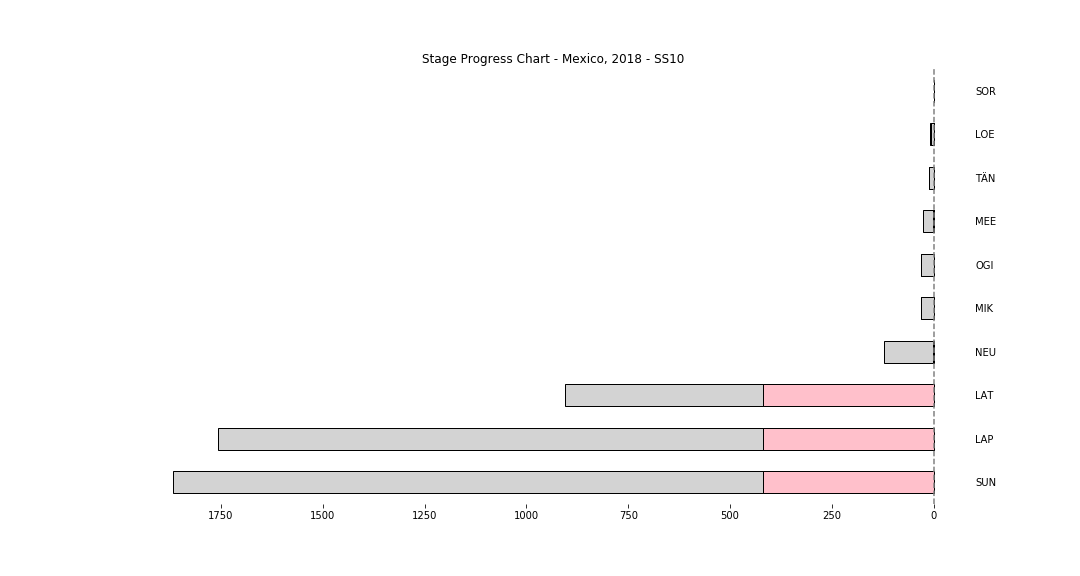 Stage Progress Chart - Mexico, 2018 - SS10
SOR
LOE
TÄN
MEE
OGI
MIK
NEU
LAT
LAP
SUN
1750 1500 1250 1000 750 500 250 0